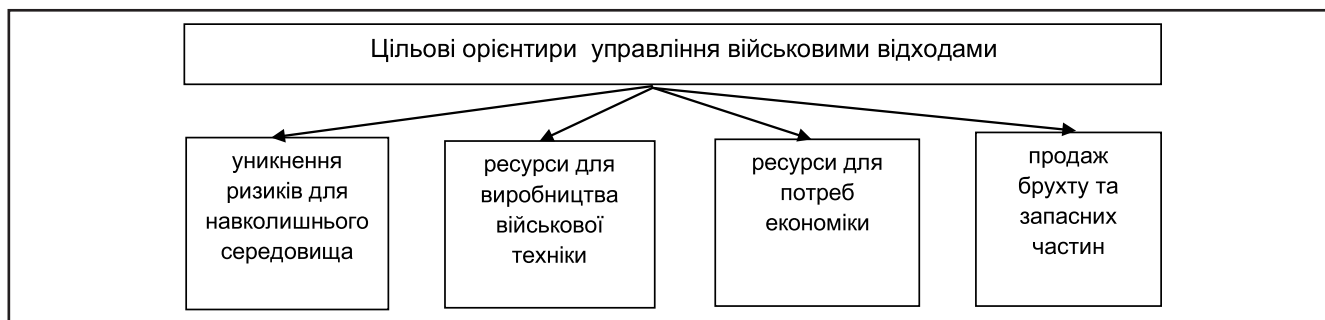 Цільові орієнтири управління військовими відходами
уникнення
ризиків для
навколишнього
середовища
ресурси для
виробництва
військової
техніки
ресурси для
потреб
економіки
продаж
брухту та
запасних
частин